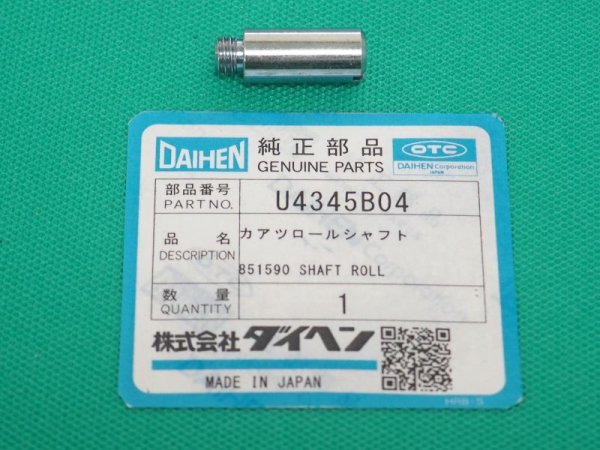 DAIHEN 純正部品 OTC
GENUINE PARTS DAIHEN Corporation
JAPAN
部品番号
PART NO. U4345B04
品名 カアツロールシャフト
DESCRIPTION
851590 SHAFT ROLL
数量
QUANTITY 1
株式会社ダイヘン
MADE IN JAPAN
HRB-S